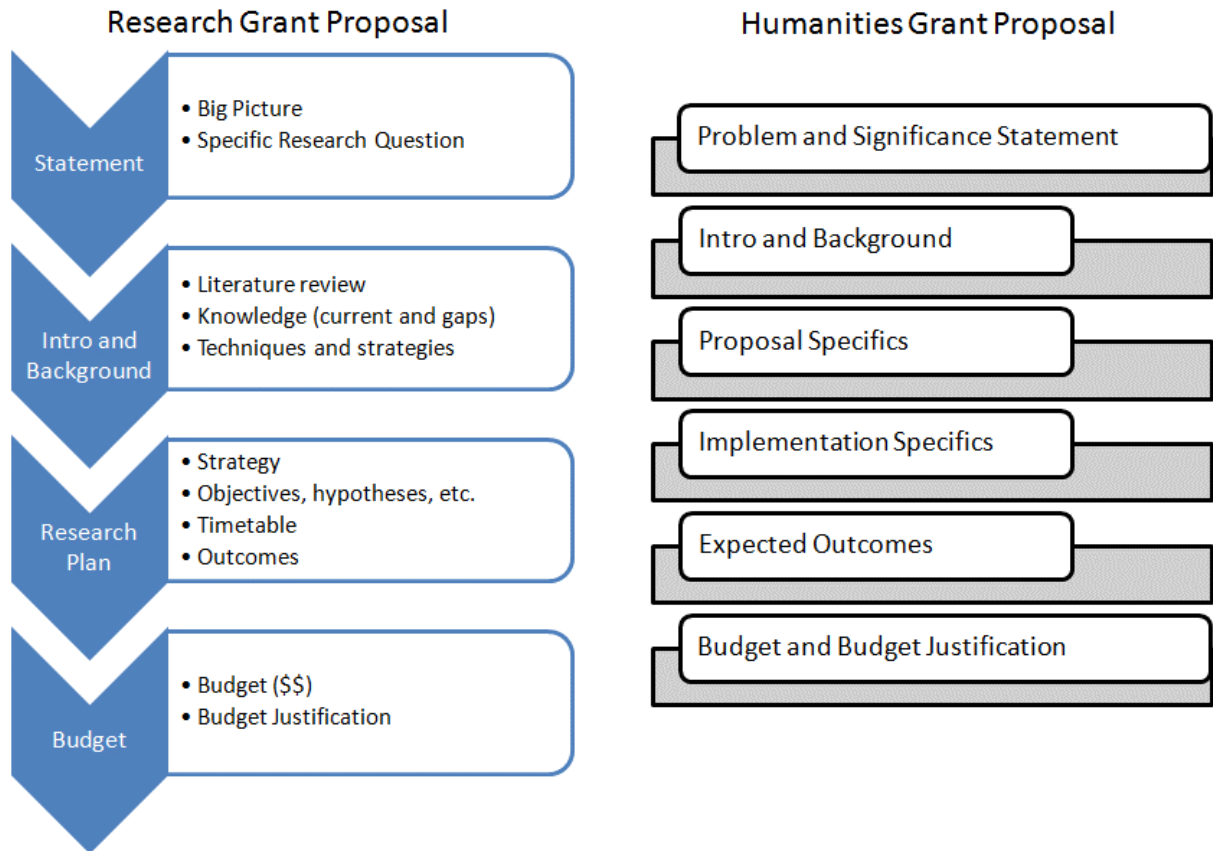 Research Grant Proposal
Statement
• Big Picture
• Specific Research Question
Intro and
Background
• Literature review
• Knowledge (current and gaps)
• Techniques and strategies
Research
Plan
• Strategy
• Objectives, hypotheses, etc.
• Timetable
• Outcomes
Budget
• Budget ($$)
• Budget Justification
Humanities Grant Proposal
Problem and Significance Statement
Intro and Background
Proposal Specifics
Implementation Specifics
Expected Outcomes
Budget and Budget Justification